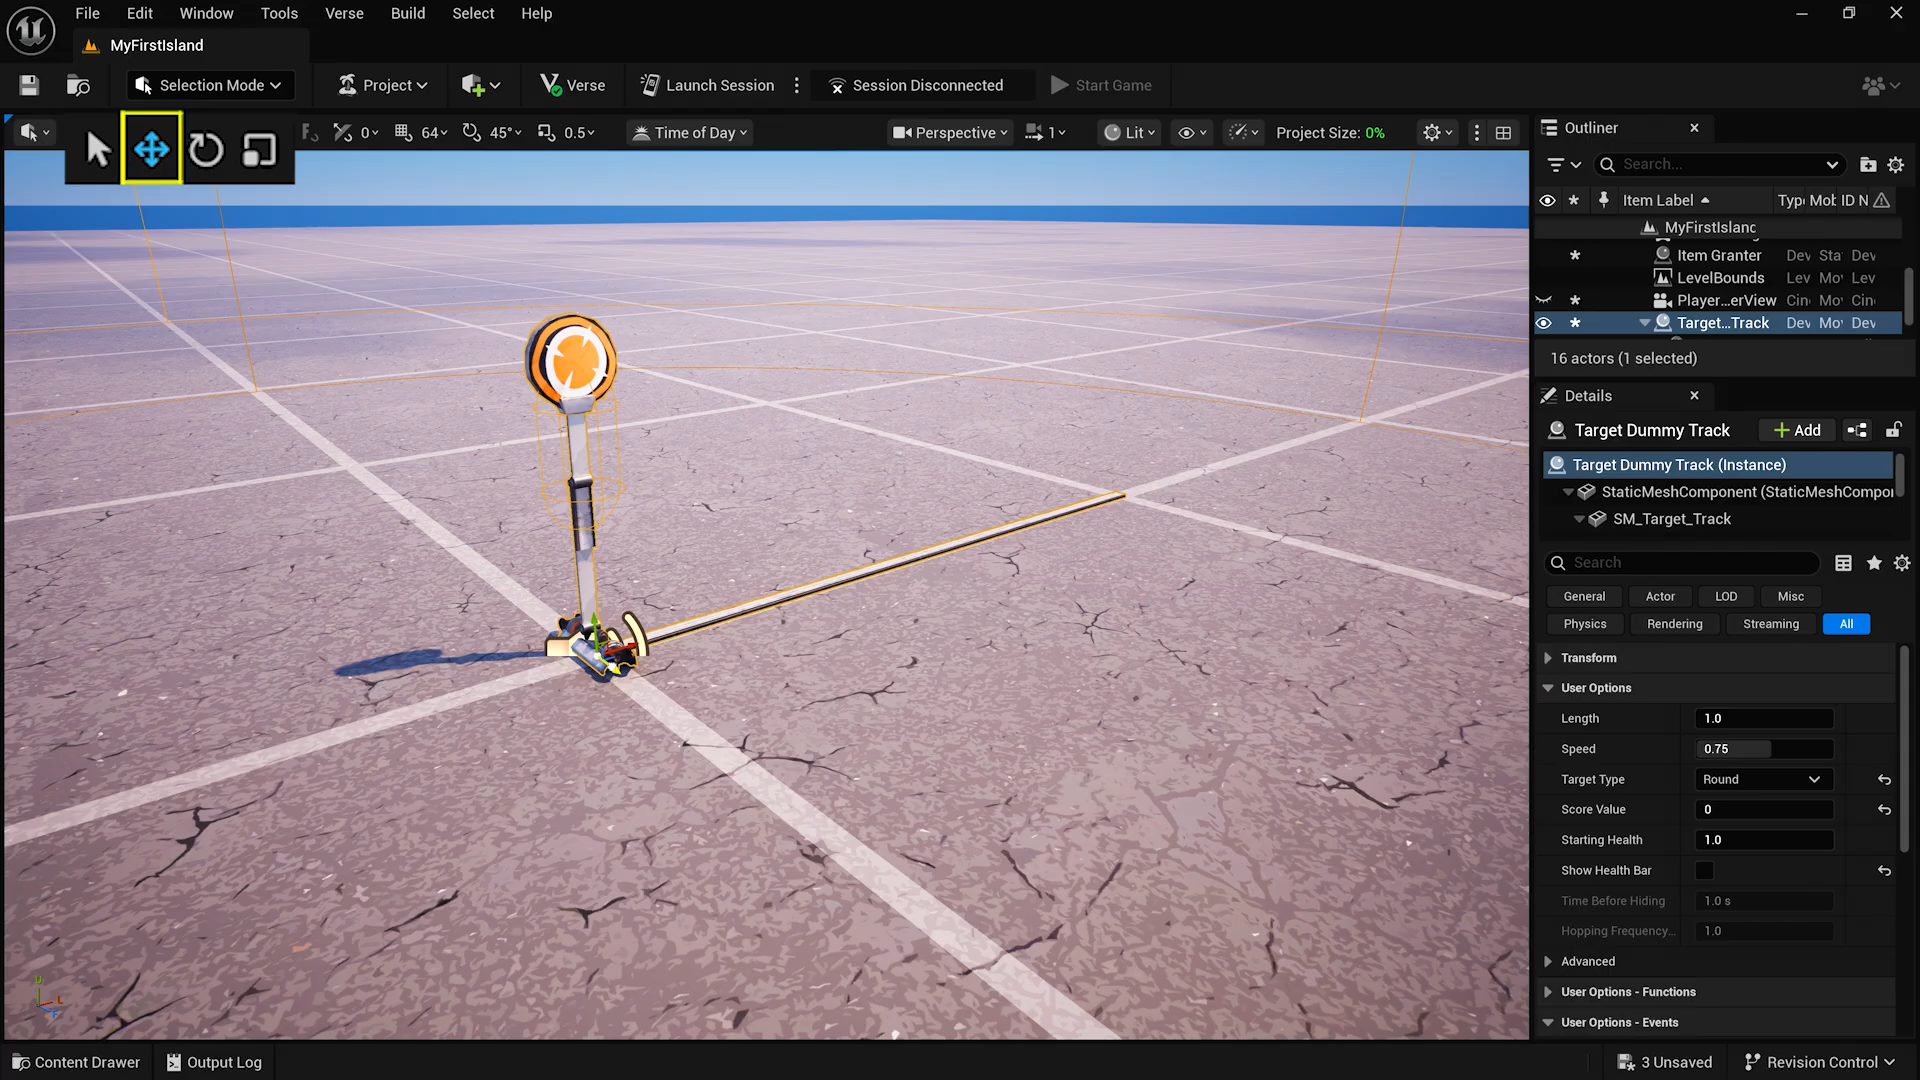 File Edit Window Tools Verse Build Select Help
MyFirstIsland
Selection Mode Project Verse Launch Session Session Disconnected Start Game
0 64 45° 0.5 Time of Day Perspective 1 Lit Project Size: 0%
Outliner
Search...
Item Label Typ Mol ID N
MyFirstIslanc
Item Granter Dev Sta Dev
LevelBounds Lev Mo Lev
Player...erView Cin Mo Cin
Target...Track Dev Mo Dev
16 actors (1 selected)
Details
Target Dummy Track Add
Target Dummy Track (Instance)
StaticMeshComponent (StaticMeshCompor
SM_Target_Track
Search
General Actor LOD Misc
Physics Rendering Streaming All
Transform
User Options
Length 1.0
Speed 0.75
Target Type Round
Score Value 0
Starting Health 1.0
Show Health Bar
Time Before Hiding 1.0 s
Hopping Frequency... 1.0
Advanced
User Options - Functions
User Options - Events
Content Drawer Output Log 3 Unsaved Revision Control